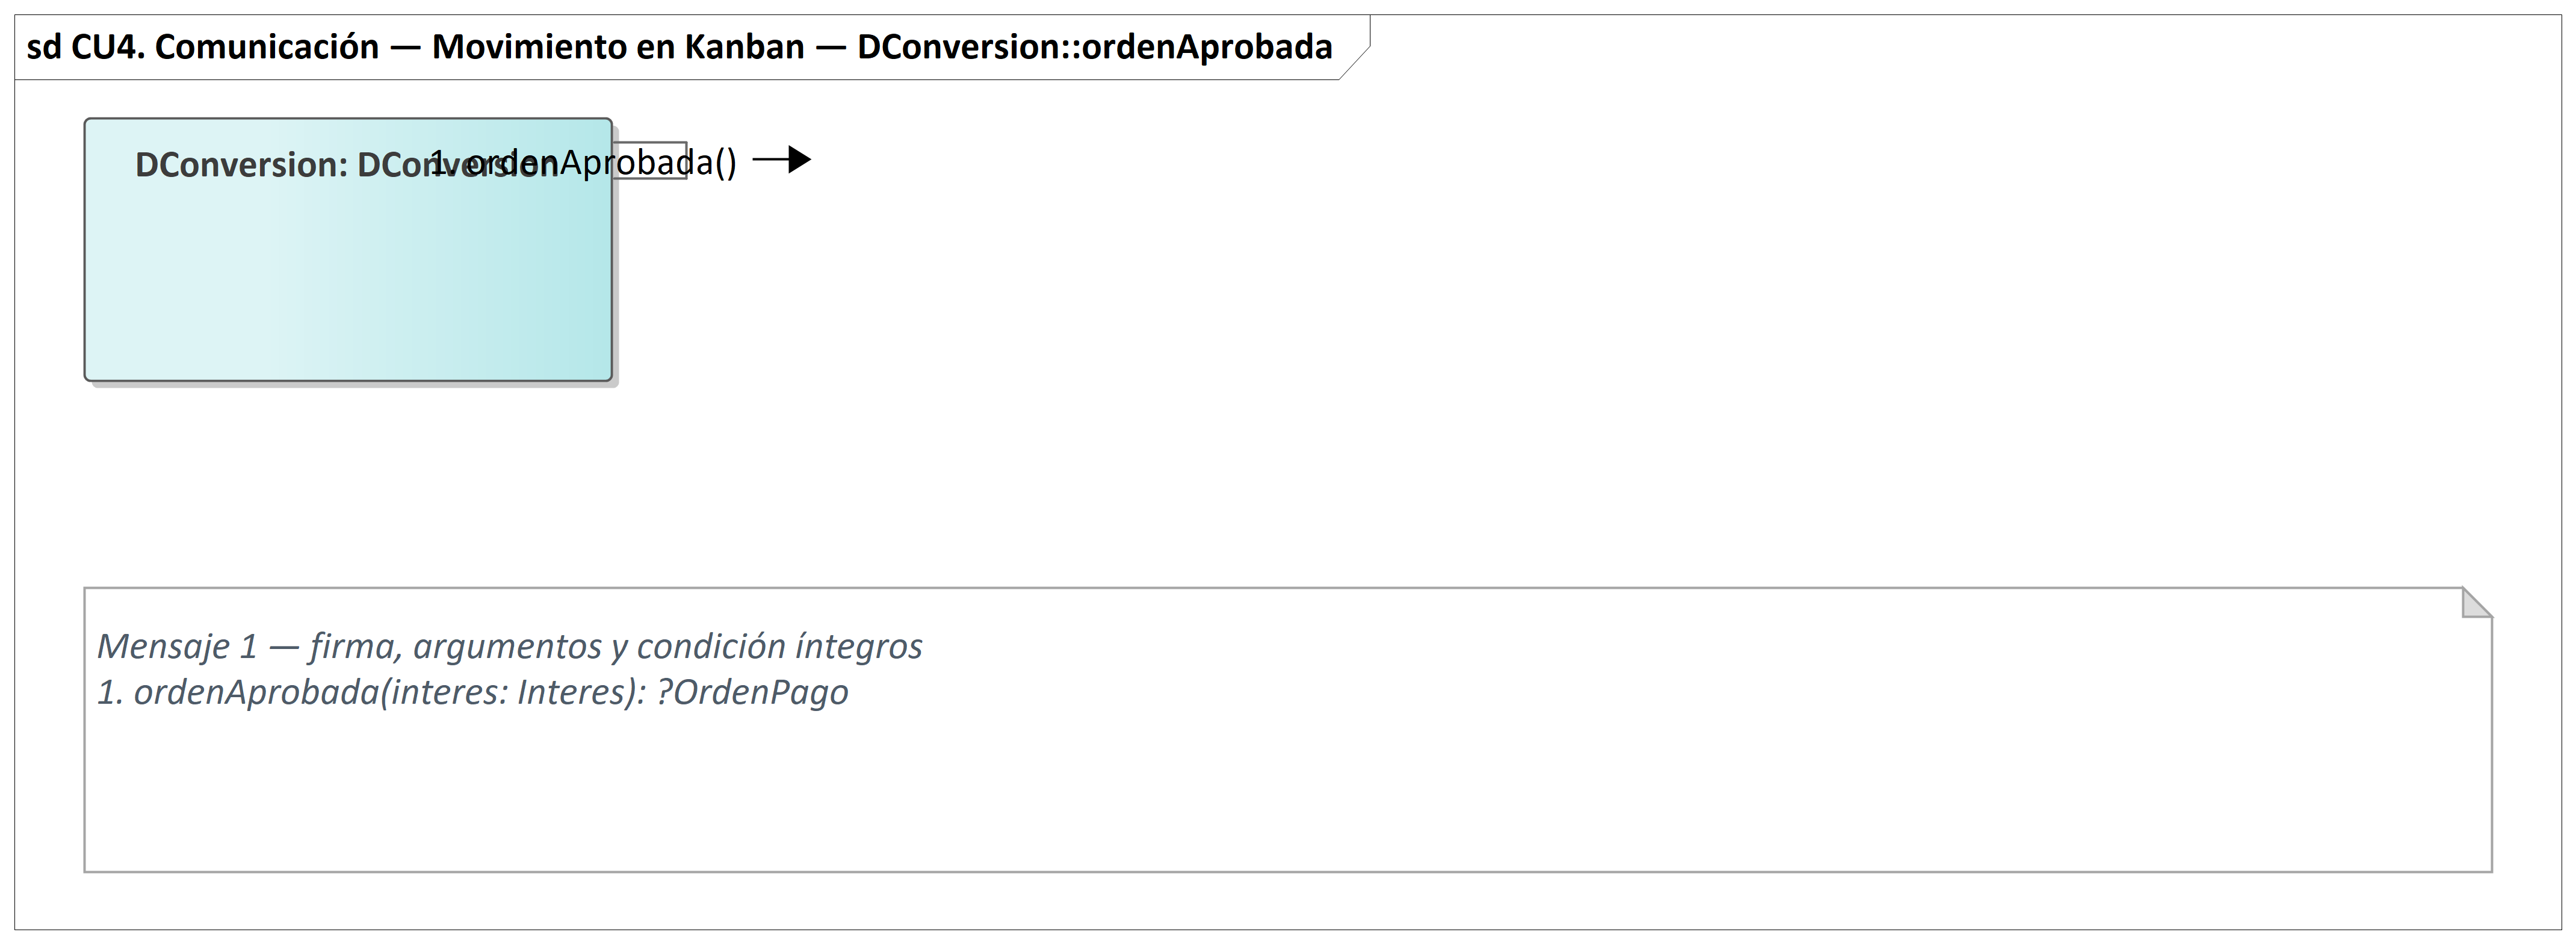 sd CU4. Comunicación — Movimiento en Kanban — DConversion::ordenAprobada
DConversion: DConversion
1. ordenAprobada()
Mensaje 1 — firma, argumentos y condición íntegros
1. ordenAprobada(interes: Interes): ?OrdenPago